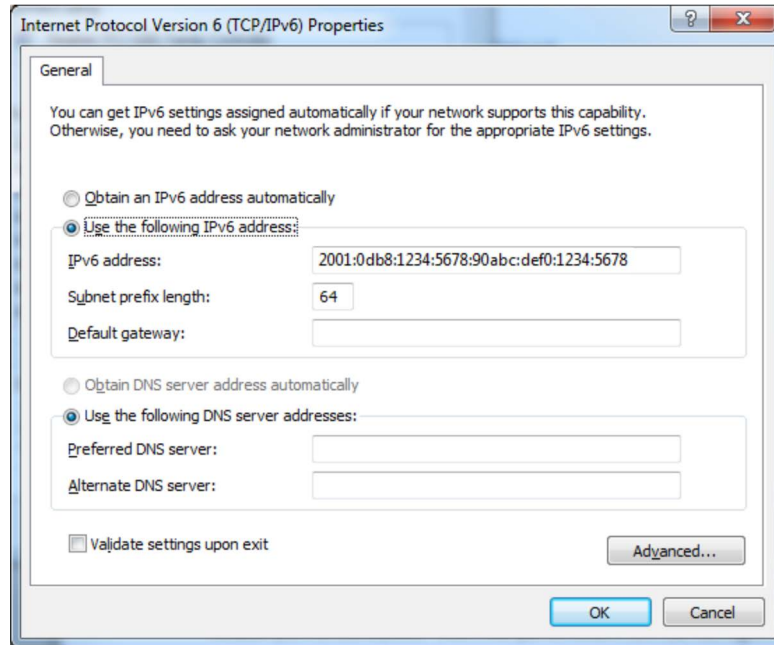 Internet Protocol Version 6 (TCP/IPv6) Properties
General
You can get IPv6 settings assigned automatically if your network supports this capability.
Otherwise, you need to ask your network administrator for the appropriate IPv6 settings.
Obtain an IPv6 address automatically
Use the following IPv6 address:
IPv6 address: 2001:0db8:1234:5678:90abc:def0:1234:5678
Subnet prefix length: 64
Default gateway:
Obtain DNS server address automatically
Use the following DNS server addresses:
Preferred DNS server:
Alternate DNS server:
Validate settings upon exit
Advanced...
OK Cancel